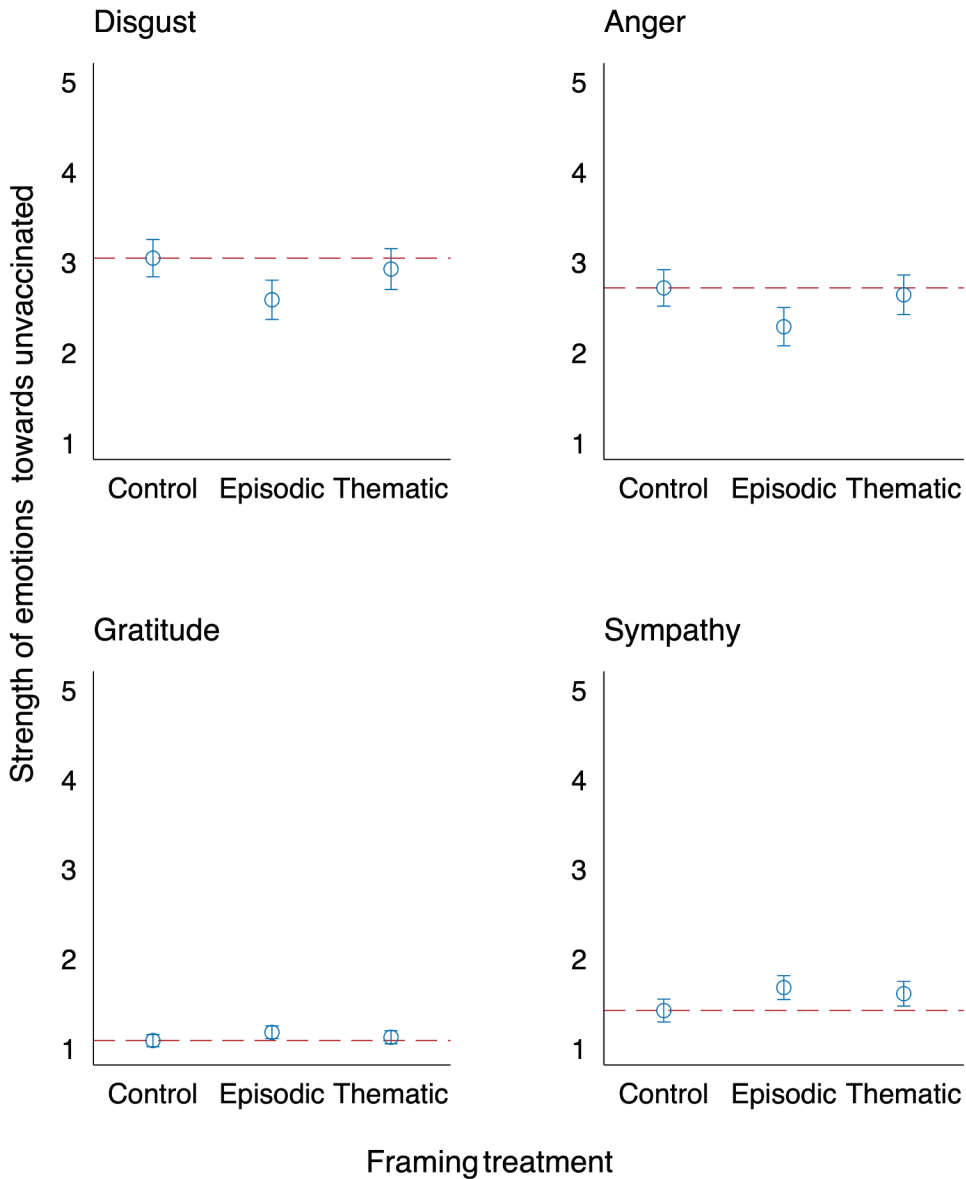 Disgust
5
4
3
2
1
Control Episodic Thematic
Anger
5
4
3
2
1
Control Episodic Thematic
Strength of emotions towards unvaccinated
Gratitude
5
4
3
2
1
Control Episodic Thematic
Sympathy
5
4
3
2
1
Control Episodic Thematic
Framing treatment